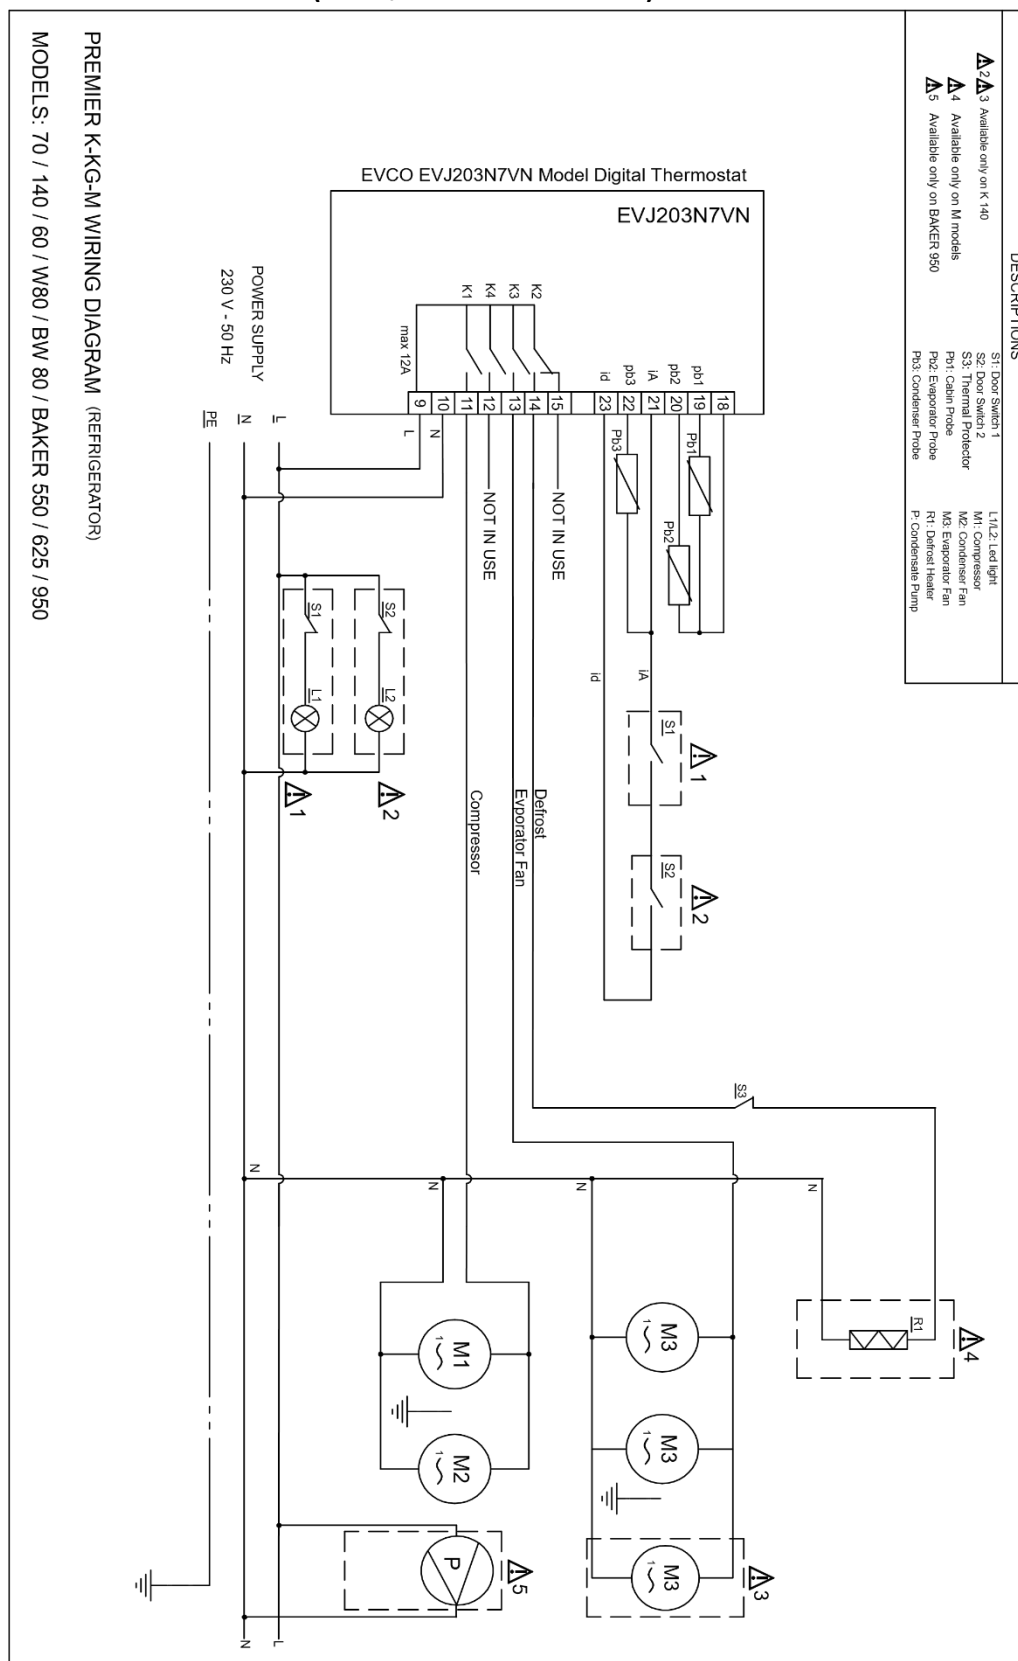 DESCRIPTIONS
S1: Door Switch 1
S2: Door Switch 2
S3: Thermal Protector
Pb1: Cabin Probe
Pb2: Evaporator Probe
Pb3: Condenser Probe
L1/L2: Led light
M1: Compressor
M2: Condenser Fan
M3: Evaporator Fan
R1: Defrost Heater
P: Condensate Pump
2 3 Available only on K 140
4 Available only on M models
5 Available only on BAKER 950
EVCO EVJ203N7VN Model Digital Thermostat
EVJ203N7VN
K1
K4
K3
K2
max 12A
id
pb3
iA
pb2
pb1
9
10
11
12
13
14
15
23
22
21
20
19
18
L
N
NOT IN USE
NOT IN USE
Pb3
Pb2
Pb1
id
iA
S1
1
S2
2
POWER SUPPLY
230 V - 50 Hz
L
N
PE
S1
S2
L1
L2
1
2
Compressor
Evporator Fan
Defrost
S3
N
N
N
N
R1
4
M1
1
M2
1
M3
1
M3
1
M3
1
3
P
5
N
L
PREMIER K-KG-M WIRING DIAGRAM (REFRIGERATOR)
MODELS: 70 / 140 / 60 / W80 / BW 80 / BAKER 550 / 625 / 950